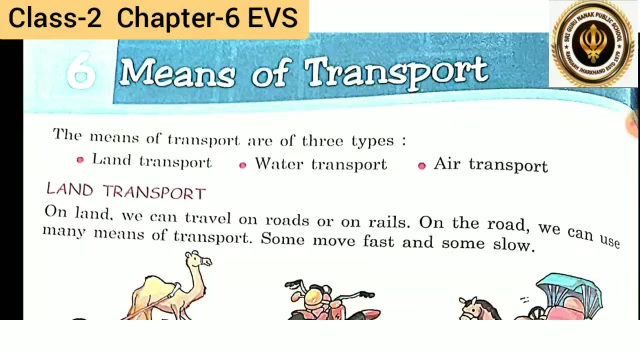 Class-2 Chapter-6 EVS
6 Means of Transport
The means of transport are of three types :
• Land transport • Water transport • Air transport
LAND TRANSPORT
On land, we can travel on roads or on rails. On the road, we can use
many means of transport. Some move fast and some slow.